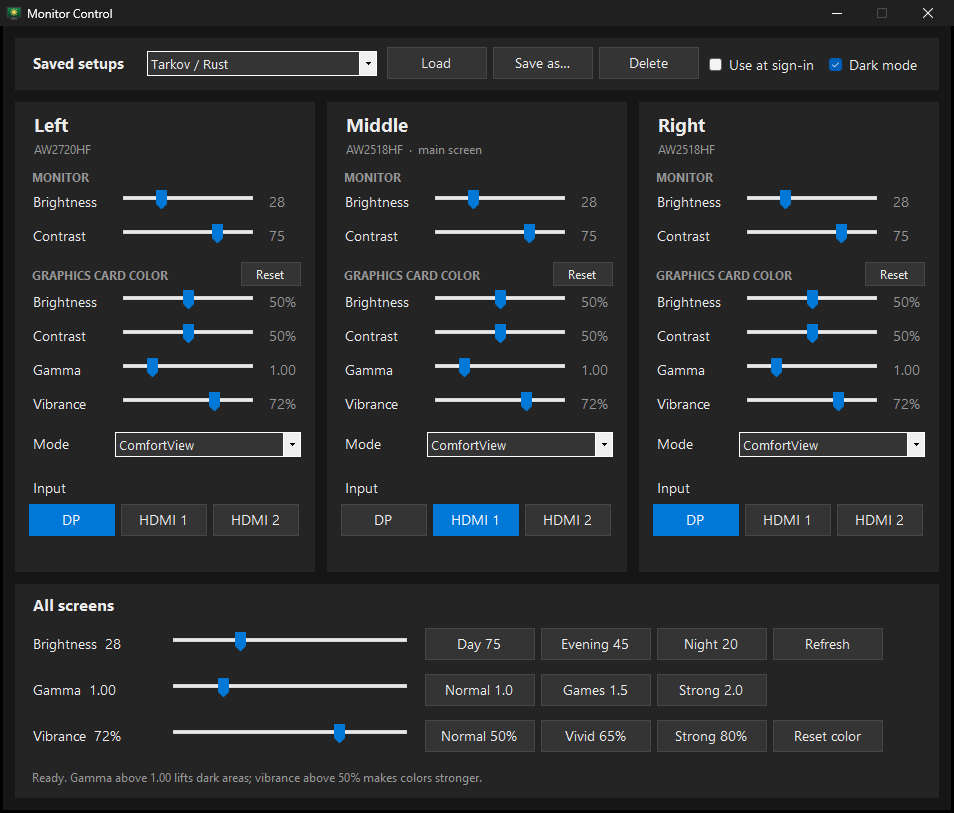 Monitor Control
Saved setups Tarkov / Rust Load Save as... Delete Use at sign-in Dark mode
Left
AW2720HF
MONITOR
Brightness 28
Contrast 75
GRAPHICS CARD COLOR Reset
Brightness 50%
Contrast 50%
Gamma 1.00
Vibrance 72%
Mode ComfortView
Input
DP HDMI 1 HDMI 2
Middle
AW2518HF · main screen
MONITOR
Brightness 28
Contrast 75
GRAPHICS CARD COLOR Reset
Brightness 50%
Contrast 50%
Gamma 1.00
Vibrance 72%
Mode ComfortView
Input
DP HDMI 1 HDMI 2
Right
AW2518HF
MONITOR
Brightness 28
Contrast 75
GRAPHICS CARD COLOR Reset
Brightness 50%
Contrast 50%
Gamma 1.00
Vibrance 72%
Mode ComfortView
Input
DP HDMI 1 HDMI 2
All screens
Brightness 28 Day 75 Evening 45 Night 20 Refresh
Gamma 1.00 Normal 1.0 Games 1.5 Strong 2.0
Vibrance 72% Normal 50% Vivid 65% Strong 80% Reset color
Ready. Gamma above 1.00 lifts dark areas; vibrance above 50% makes colors stronger.